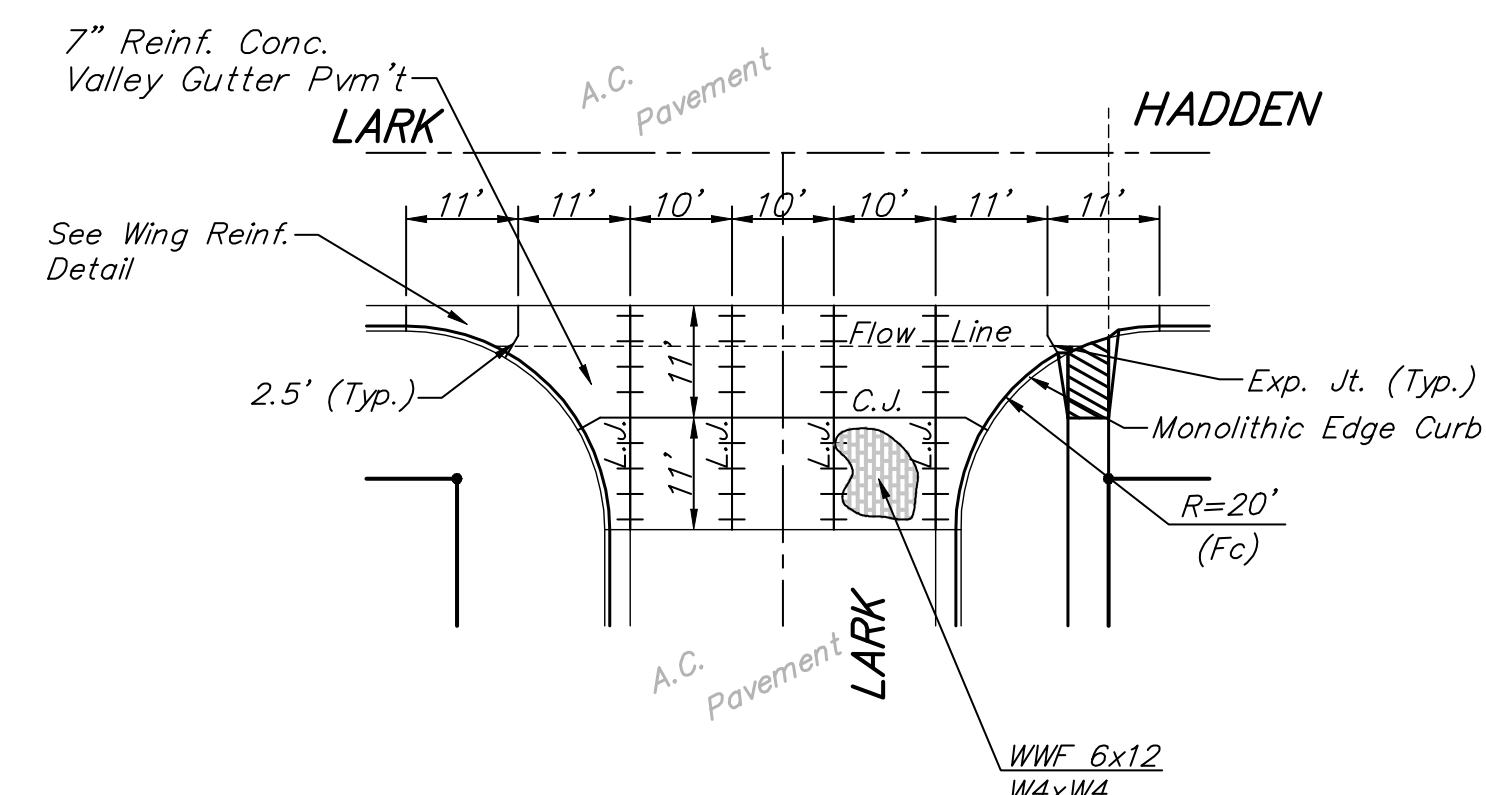 7” Reinf. Conc.
Valley Gutter Pvm't
A.C.
Pavement
LARK
HADDEN
11’ 11’ 10’ 10’ 10’ 11’ 11’
See Wing Reinf.
Detail
Flow Line
11’
2.5’ (Typ.)
Exp. Jt. (Typ.)
C.J.
Monolithic Edge Curb
L.J. L.J. L.J. L.J.
11’
R=20’
(Fc)
LARK
A.C.
Pavement
WWF 6x12
W4xW4